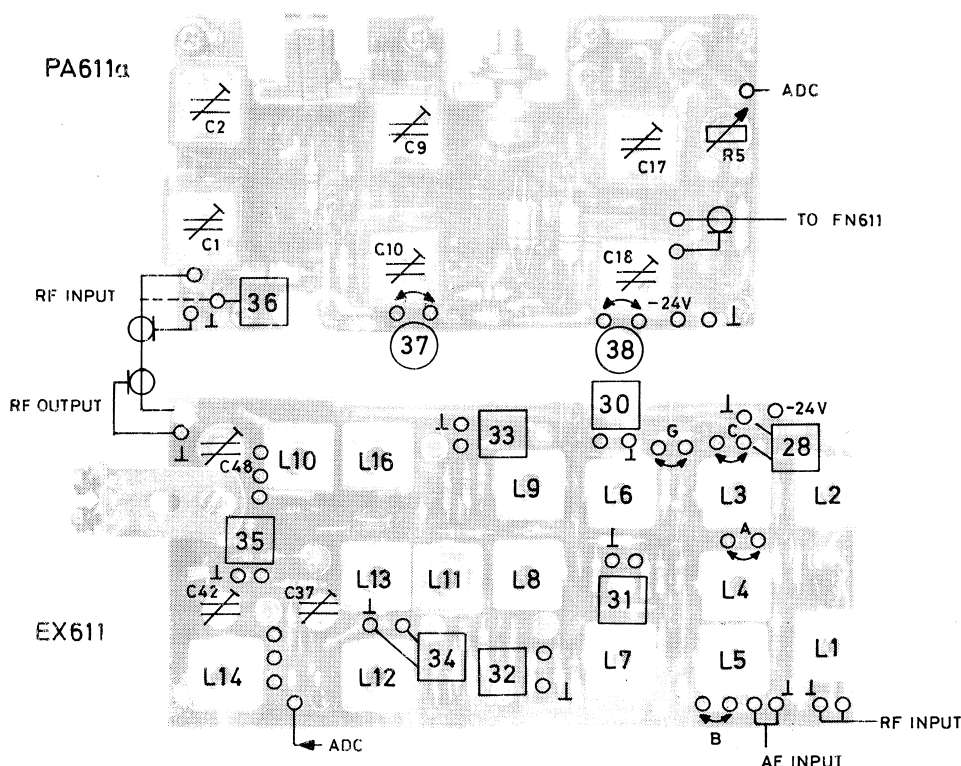 PA611a
C2
C9
C17
ADC
R5
C1
C10
C18
TO FN611
RF INPUT
36
-24V
37
38
RF OUTPUT
30
33
G
C
-24V
28
C48
L10
L16
L9
L6
L3
L2
35
A
C42
C37
L13
L11
L8
31
L4
EX611
34
32
L14
L12
L7
L5
L1
RF INPUT
ADC
B
AF INPUT